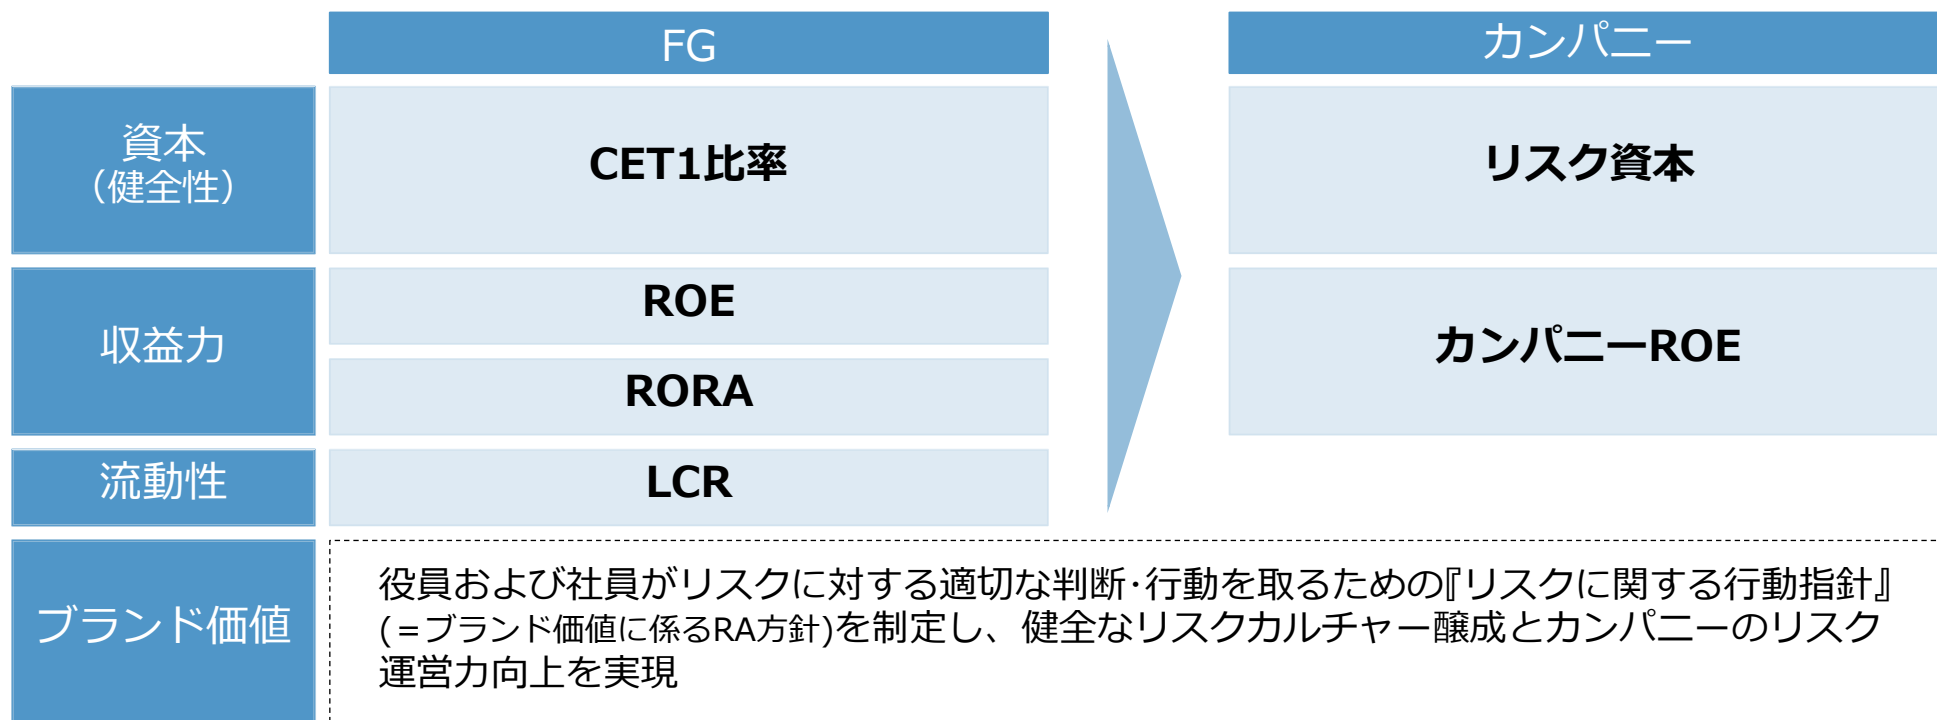 FG
カンパニー
資本
（健全性）
CET1比率
リスク資本
収益力
ROE
RORA
カンパニーROE
流動性
LCR
ブランド価値
役員および社員がリスクに対する適切な判断･行動を取るための『リスクに関する行動指針』
(＝ブランド価値に係るRA方針)を制定し、健全なリスクカルチャー醸成とカンパニーのリスク
運営力向上を実現